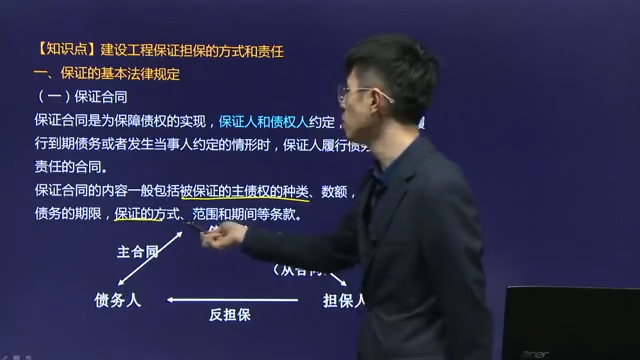 【知识点】建设工程保证担保的方式和责任
一、保证的基本法律规定
（一）保证合同
保证合同是为保障债权的实现，保证人和债权人约定，
行到期债务或者发生当事人约定的情形时，保证人履行债务
责任的合同。
保证合同的内容一般包括被保证的主债权的种类、数额，
债务的期限，保证的方式、范围和期间等条款。
主合同
（从合同
债务人
担保人
反担保
acer